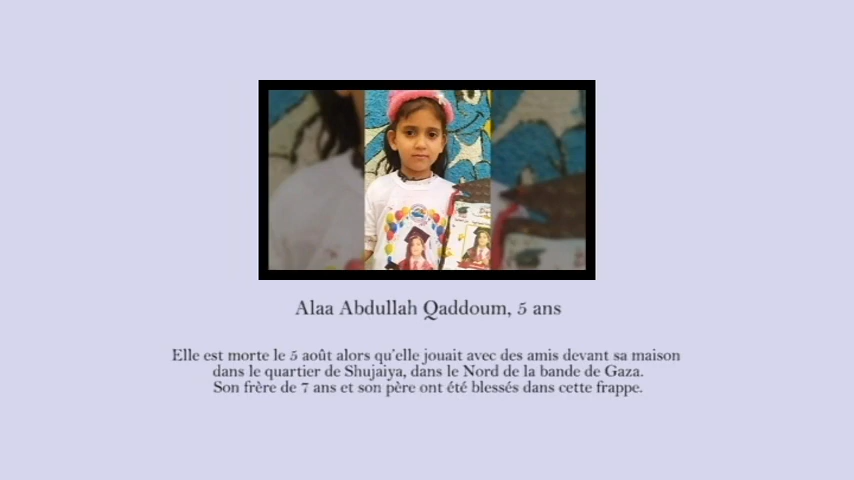 Alaa Abdullah Qaddoum, 5 ans
Elle est morte le 5 août alors qu'elle jouait avec des amis devant sa maison
dans le quartier de Shujaiya, dans le Nord de la bande de Gaza.
Son frère de 7 ans et son père ont été blessés dans cette frappe.